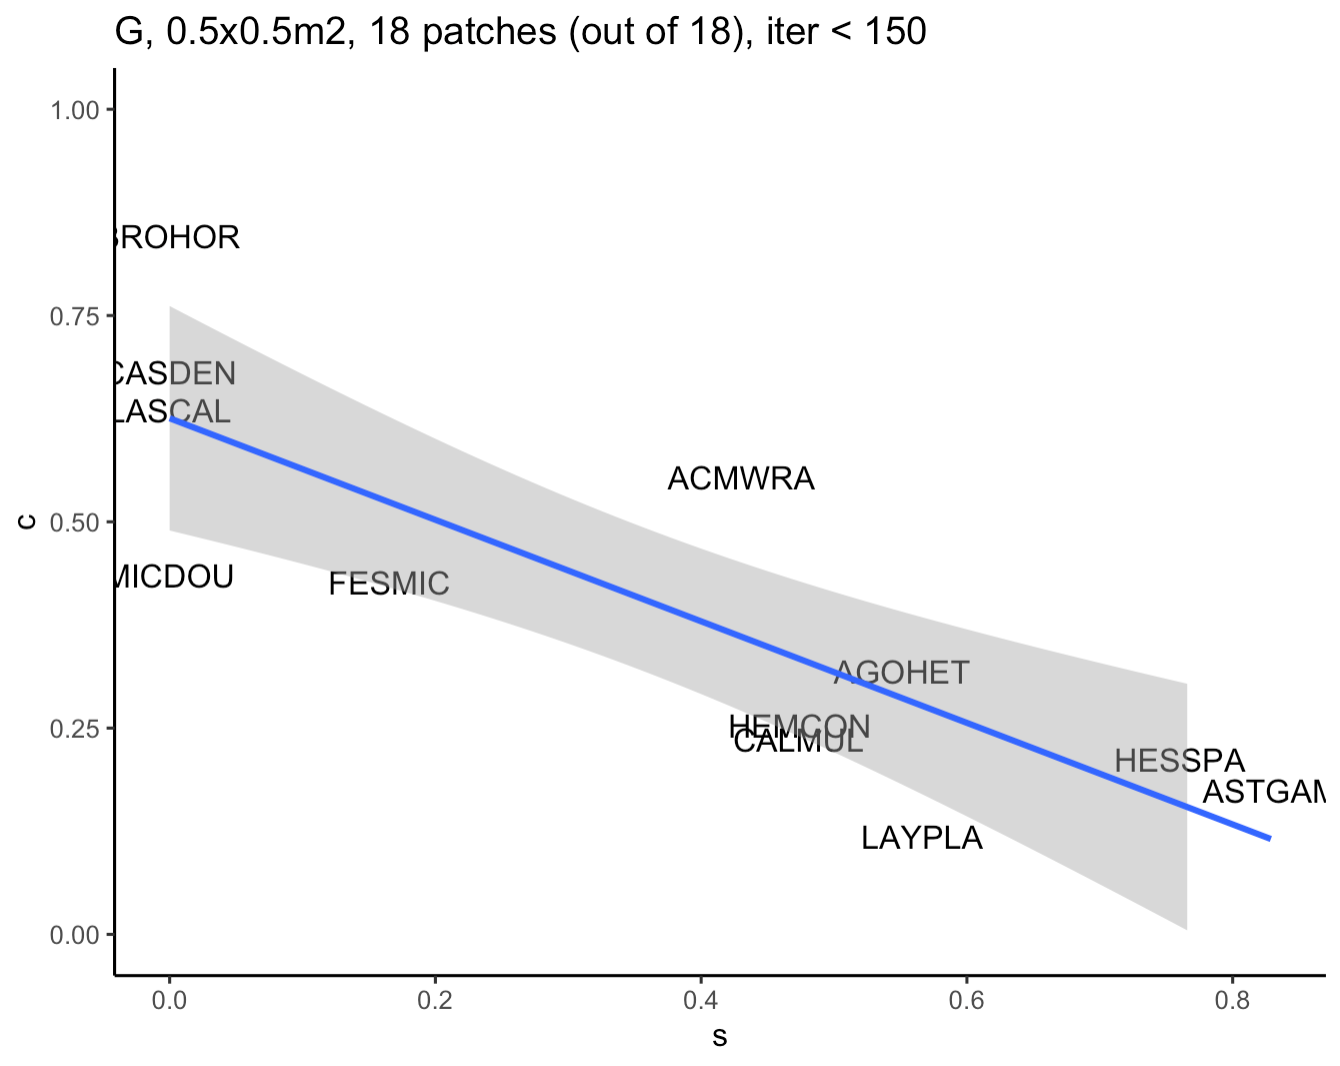 G, 0.5x0.5m2, 18 patches (out of 18), iter < 150
1.00
BROHOR
0.75
CASDEN
LASCAL
ACMWRA
c
0.50
MICDOU
FESMIC
AGOHET
HEMCON
0.25
CALMUL
HESSPA
ASTGAM
LAYPLA
0.00
0.0 0.2 0.4 0.6 0.8
s